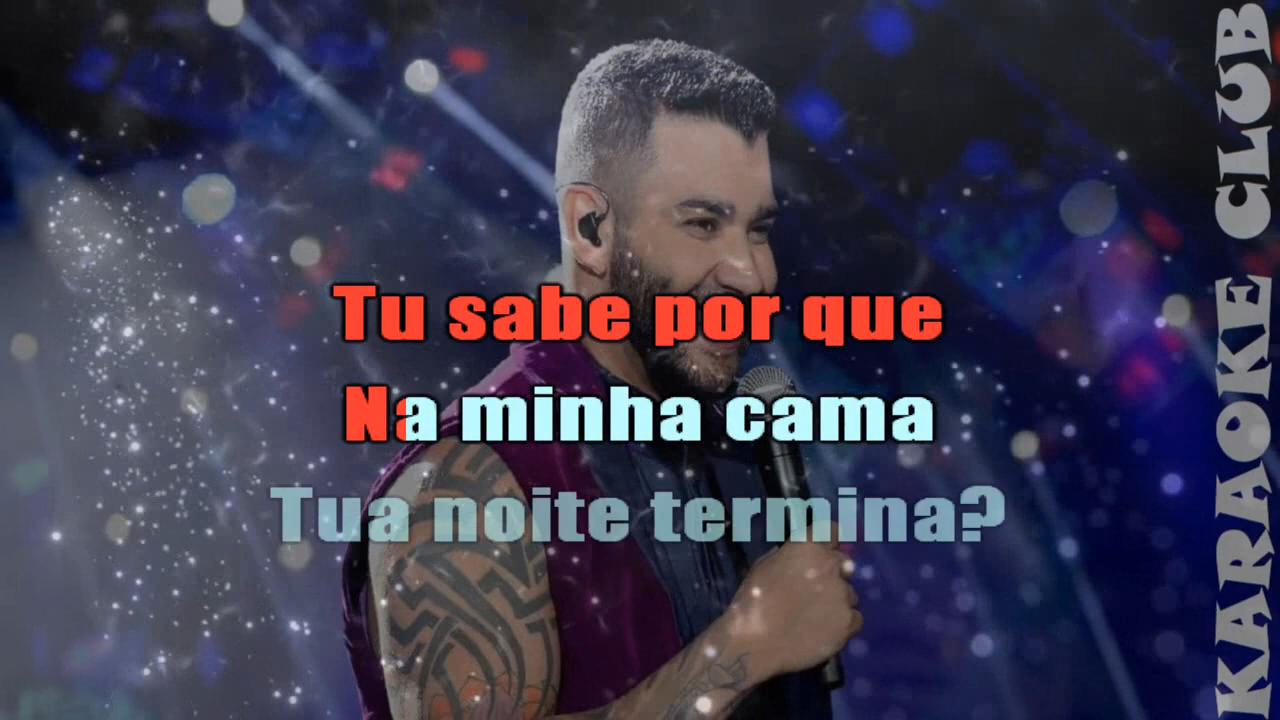 Tu sabe por que
Na minha cama
Tua noite termina?
KARAOKE CLUB